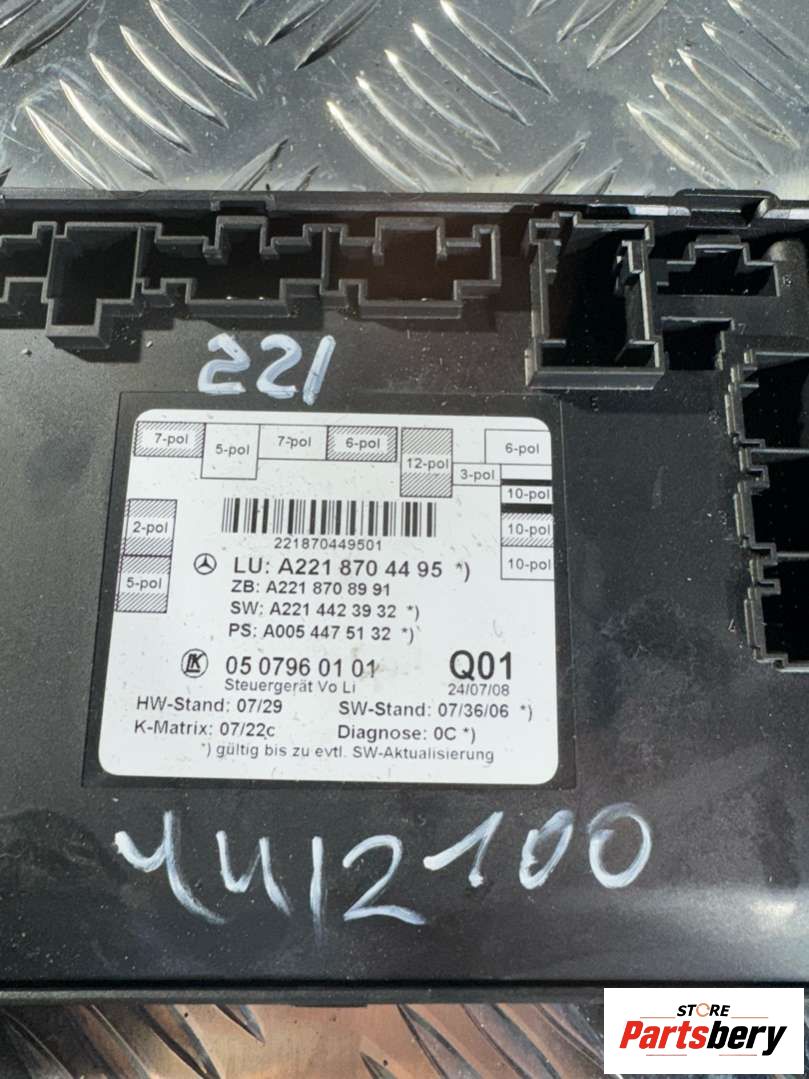 221
7-pol
5-pol
7-pol
6-pol
12-pol
3-pol
6-pol
10-pol
10-pol
10-pol
2-pol
5-pol
221870449501
LU: A221 870 44 95 *)
ZB: A221 870 89 91
SW: A221 442 39 32 *)
PS: A005 447 51 32 *)
LK 05 0796 01 01 Q01
Steuergerät Vo Li 24/07/08
HW-Stand: 07/29 SW-Stand: 07/36/06 *)
K-Matrix: 07/22c Diagnose: 0C *)
*) gültig bis zu evtl. SW-Aktualisierung
4412100
STORE
Partsbery